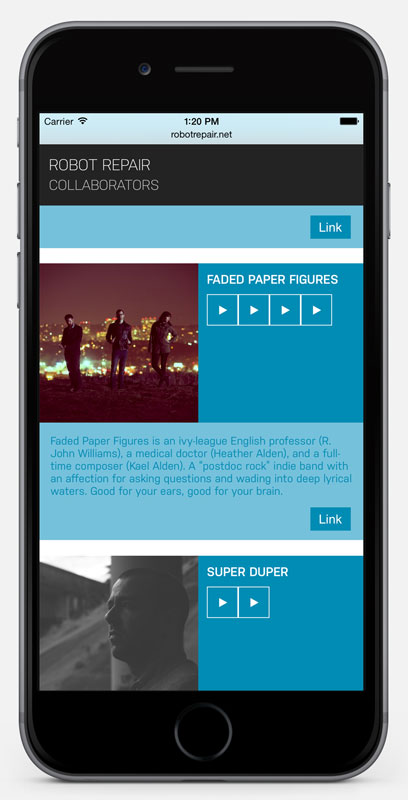 Carrier
1:20 PM
robotrepair.net
ROBOT REPAIR
COLLABORATORS
Link
FADED PAPER FIGURES
Faded Paper Figures is an ivy-league English professor (R.
John Williams), a medical doctor (Heather Alden), and a full-
time composer (Kael Alden). A "postdoc rock" indie band with
an affection for asking questions and wading into deep lyrical
waters. Good for your ears, good for your brain.
Link
SUPER DUPER